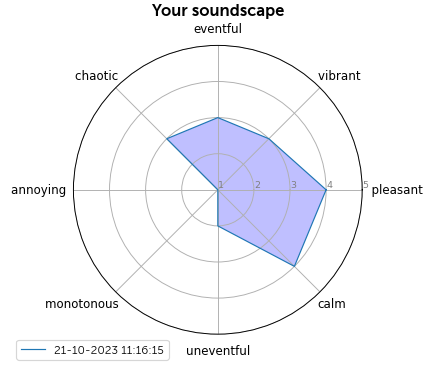 Your soundscape
eventful
chaotic
vibrant
annoying
1
2
3
4
5
pleasant
monotonous
calm
uneventful
21-10-2023 11:16:15